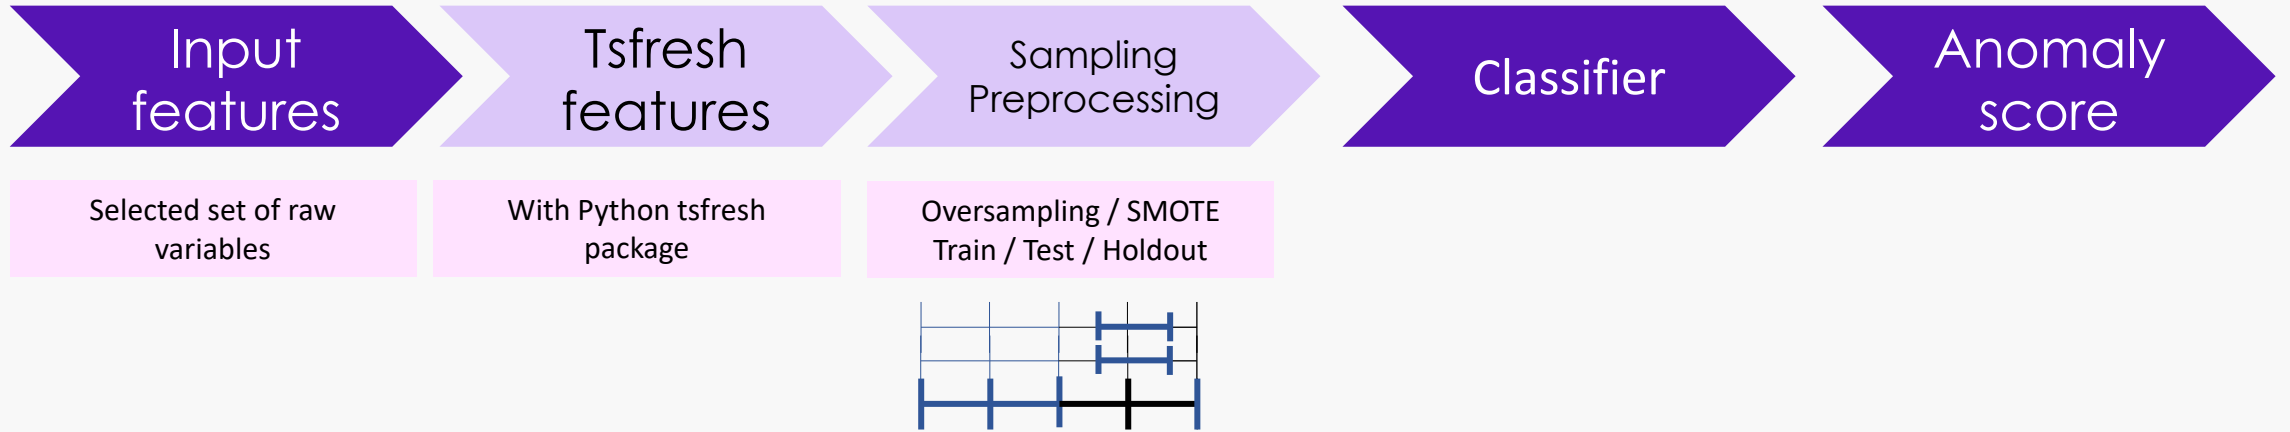 Input
features
Tsfresh
features
Sampling
Preprocessing
Classifier
Anomaly
score
Selected set of raw
variables
With Python tsfresh
package
Oversampling / SMOTE
Train / Test / Holdout